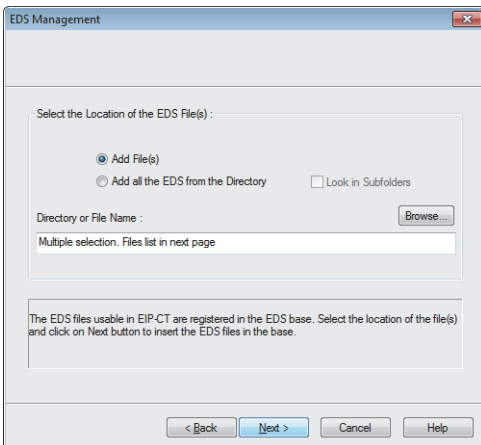 EDS Management
Select the Location of the EDS File(s) :
Add File(s)
Add all the EDS from the Directory
Look in Subfolders
Directory or File Name :
Browse...
Multiple selection. Files list in next page
The EDS files usable in EIP-CT are registered in the EDS base. Select the location of the file(s)
and click on Next button to insert the EDS files in the base.
< Back
Next >
Cancel
Help